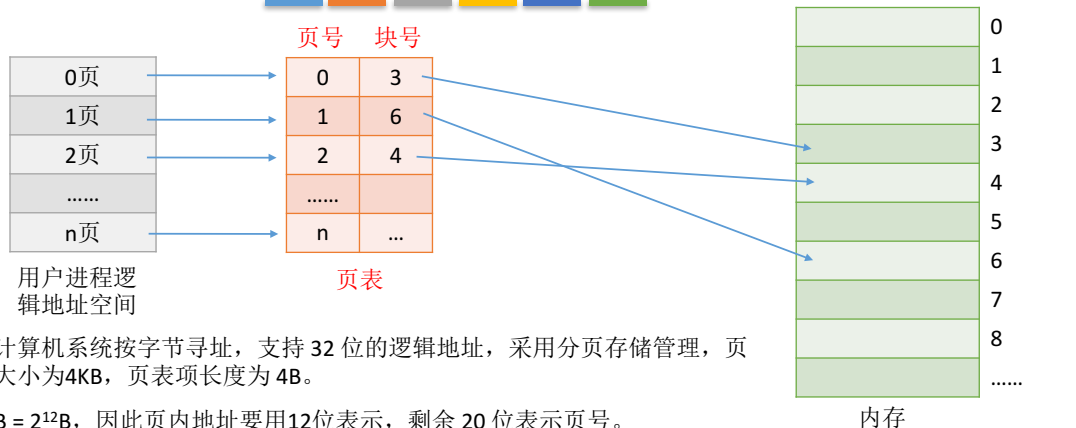 页号 块号
0页
1页
2页
……
n页
0 3
1 6
2 4
……
n …
0
1
2
3
4
5
6
7
8
……
用户进程逻
辑地址空间
页表
内存
计算机系统按字节寻址，支持 32 位的逻辑地址，采用分页存储管理，页
大小为4KB，页表项长度为 4B。
B = 2¹²B，因此页内地址要用12位表示，剩余 20 位表示页号。